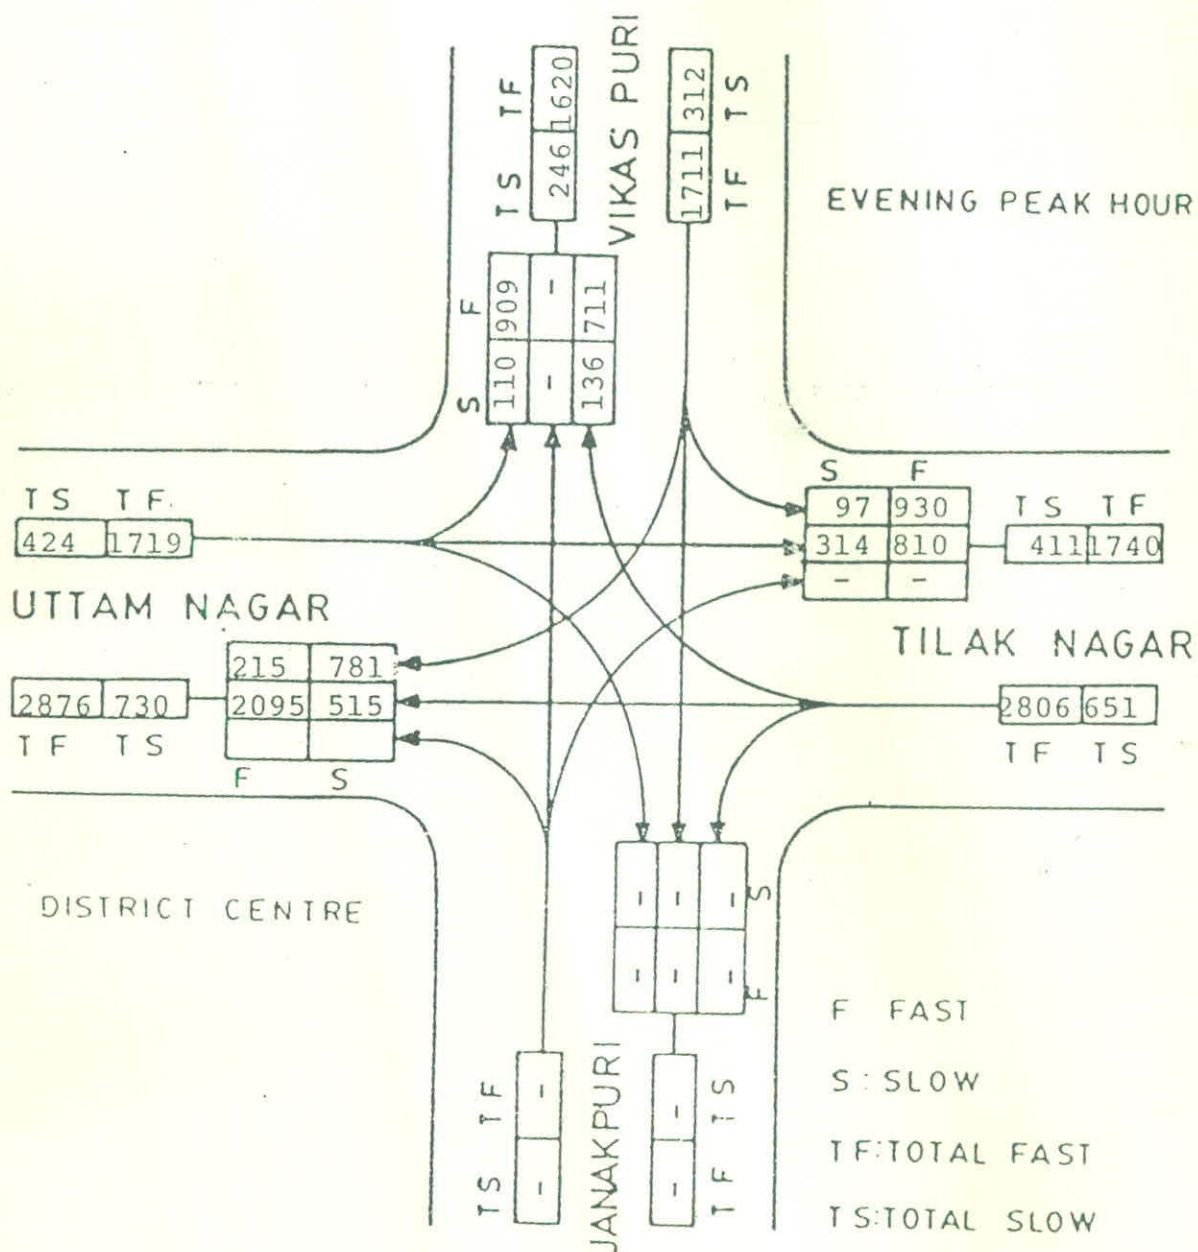 TS TF
246 1620
VIKAS PURI
1711 312
TF TS
EVENING PEAK HOUR
S F
110 909
- -
136 711
TS TF
424 1719
UTTAM NAGAR
S F
97 930
314 810
- -
TS TF
411 1740
TILAK NAGAR
215 781
2095 515
F S
2876 730
TF TS
2806 651
TF TS
DISTRICT CENTRE
- - - S
- - - F
TS TF
- -
JANAKPURI
- -
TF TS
F FAST
S : SLOW
TF:TOTAL FAST
TS:TOTAL SLOW